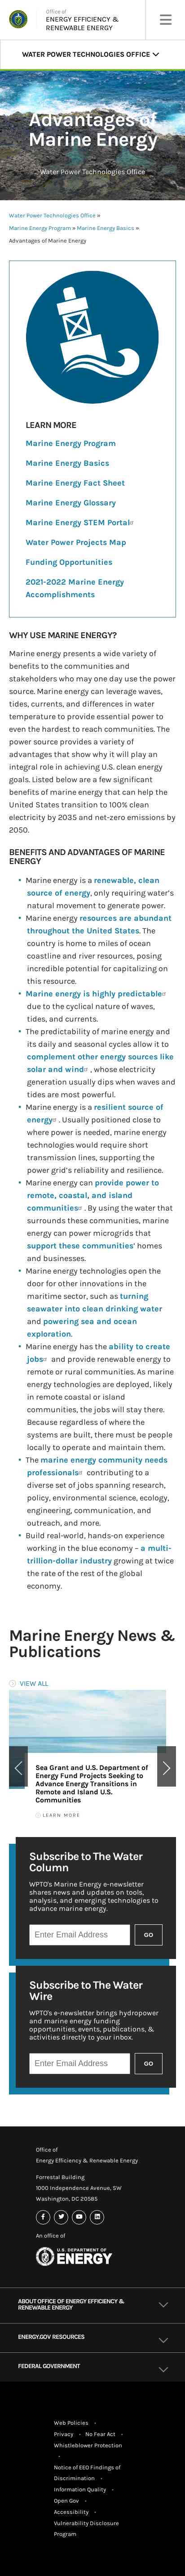 Office of
ENERGY EFFICIENCY &
RENEWABLE ENERGY
WATER POWER TECHNOLOGIES OFFICE
Advantages of
Marine Energy
Water Power Technologies Office
Water Power Technologies Office »
Marine Energy Program » Marine Energy Basics »
Advantages of Marine Energy
LEARN MORE
Marine Energy Program
Marine Energy Basics
Marine Energy Fact Sheet
Marine Energy Glossary
Marine Energy STEM Portal
Water Power Projects Map
Funding Opportunities
2021-2022 Marine Energy
Accomplishments
WHY USE MARINE ENERGY?
Marine energy presents a wide variety of
benefits to the communities and
stakeholders who may one day use the power
source. Marine energy can leverage waves,
tides, currents, and differences in water
temperature to provide essential power to
even the hardest to reach communities. The
power source provides a variety of
advantages that show why it will play an
integral role in achieving U.S. clean energy
goals. Listed below are a few significant
examples of clean energy that can help the
United States transition to 100% clean
electricity by 2035 and net-zero emissions by
2050.
BENEFITS AND ADVANTAGES OF MARINE
ENERGY
• Marine energy is a renewable, clean
source of energy, only requiring water's
natural movement to generate power.
• Marine energy resources are abundant
throughout the United States. The
country is home to miles of ocean
coastline, rivers, and other power
sources, poised for capitalizing on this
resource.
• Marine energy is highly predictable
due to the cyclical nature of waves,
tides, and currents.
• The predictability of marine energy and
its daily and seasonal cycles allow it to
complement other energy sources like
solar and wind , whose electricity
generation usually dips when waves and
tides are most powerful.
• Marine energy is a resilient source of
energy . Usually positioned close to
shore or where power is needed, marine
energy technologies would require
short transmission distances,
improving the power grid's reliability and
resilience.
• Marine energy can provide power to
remote, coastal, and island
communities . By using the water that
surrounds these communities, marine
energy can power microgrids that
support these communities' homes
and businesses.
• Marine energy technologies open the
door for other innovations in the
maritime sector, such as turning
seawater into clean drinking water
and powering sea and ocean
exploration.
• Marine energy has the ability to create
jobs and provide renewable energy to
remote or rural communities. As marine
energy technologies are deployed, likely
in remote coastal or island
communities, the jobs will stay there.
Because regardless of where the
tech is built, there must be people
locally to operate and maintain it.
• The marine energy community needs
professionals contributing to a
diverse set of jobs spanning research,
policy, environmental science, ecology,
engineering, communication, and
outreach, among more.
• Build real-world, hands-on experience
working in the blue economy – a multi-
trillion-dollar industry growing at twice
the rate of the rest of the global
economy.
Marine Energy News &
Publications
VIEW ALL
Sea Grant and U.S. Department of
Energy Fund Projects Seeking to
Advance Energy Transitions in
Remote and Island U.S.
Communities
LEARN MORE
Subscribe to The Water
Column
WPTO's Marine Energy e-newsletter
shares news and updates on tools,
analysis, and emerging technologies to
advance marine energy.
Enter Email Address
GO
Subscribe to The Water
Wire
WPTO's e-newsletter brings hydropower
and marine energy funding
opportunities, events, publications, &
activities directly to your inbox.
Enter Email Address
GO
Office of
Energy Efficiency & Renewable Energy
Forrestal Building
1000 Independence Avenue, SW
Washington, DC 20585
An office of
U.S. DEPARTMENT OF
ENERGY
ABOUT OFFICE OF ENERGY EFFICIENCY &
RENEWABLE ENERGY
ENERGY.GOV RESOURCES
FEDERAL GOVERNMENT
Web Policies •
Privacy • No Fear Act •
Whistleblower Protection
•
Notice of EEO Findings of
Discrimination •
Information Quality •
Open Gov •
Accessibility •
Vulnerability Disclosure
Program